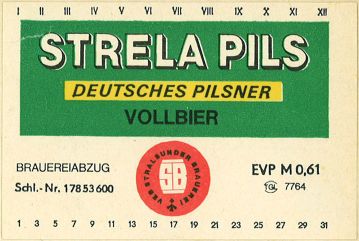 I II III IV V VI VII VIII IX X XI XII
STRELA PILS
DEUTSCHES PILSNER
VOLLBIER
BRAUEREIABZUG
Schl.-Nr. 178 53 600
VEB STRALSUNDER BRAUEREI
SB
EVP M 0,61
TGL 7764
1 3 5 7 9 11 13 15 17 19 21 23 25 27 29 31